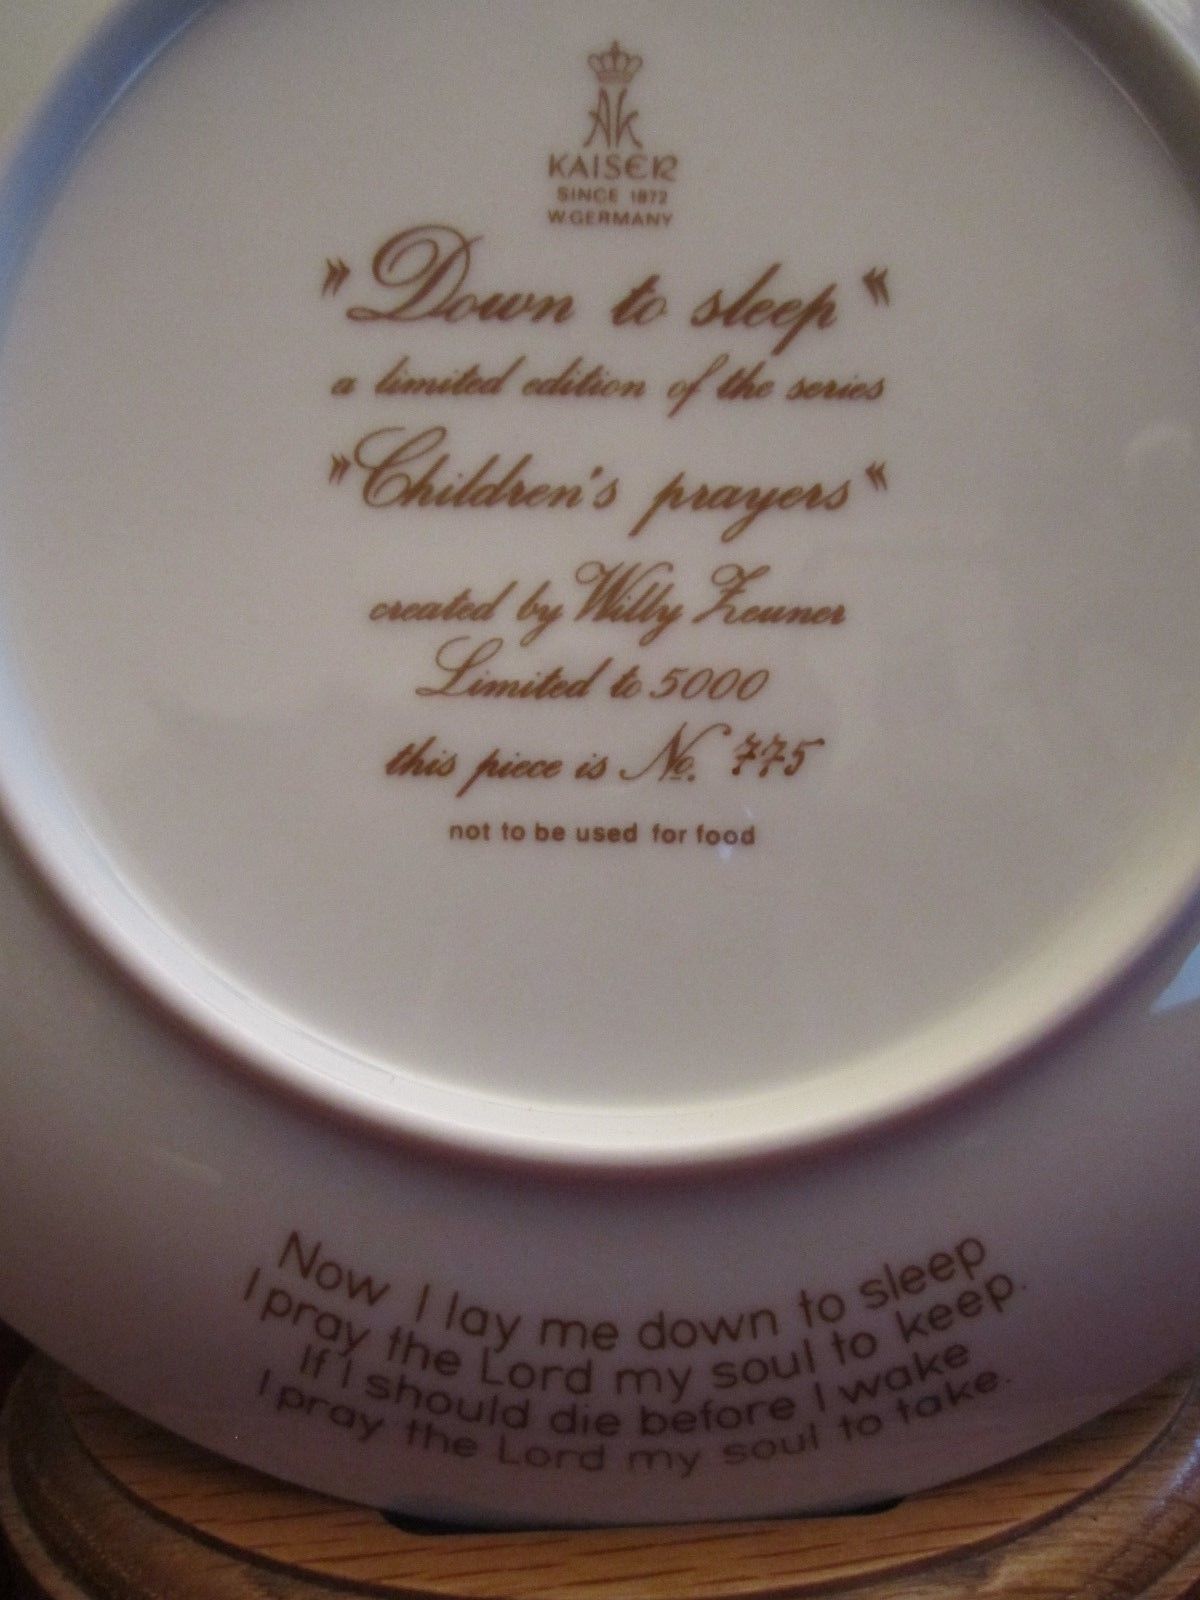 AK
KAISER
SINCE 1872
W.GERMANY
"Down to sleep"
a limited edition of the series
"Children's prayers"
created by Willy Zeuner
Limited to 5000
this piece is No. 775
not to be used for food
Now I lay me down to sleep
I pray the Lord my soul to keep.
If I should die before I wake
I pray the Lord my soul to take.